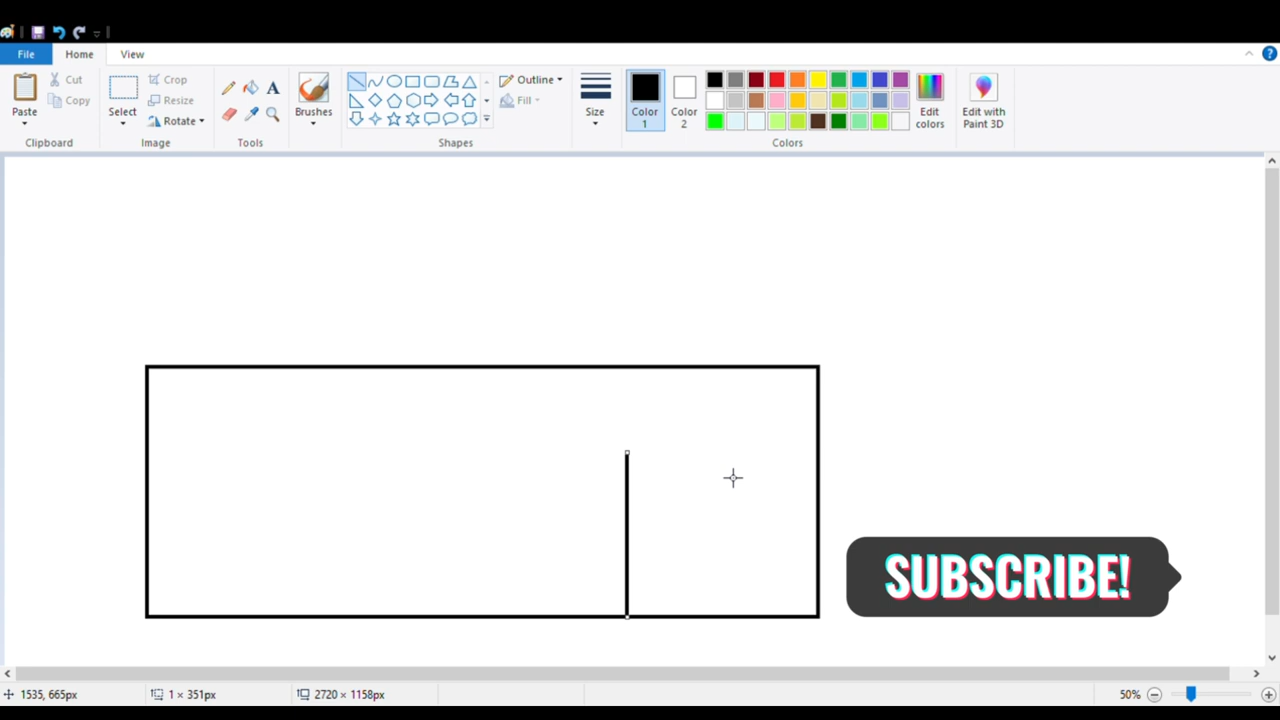 File Home View
Paste Cut Copy Clipboard
Select Crop Resize Rotate Image
A Tools
Brushes
Outline Fill Shapes
Size
Color 1 Color 2 Edit colors Colors
Edit with Paint 3D
?
SUBSCRIBE!
1535, 665px 1 × 351px 2720 × 1158px 50%